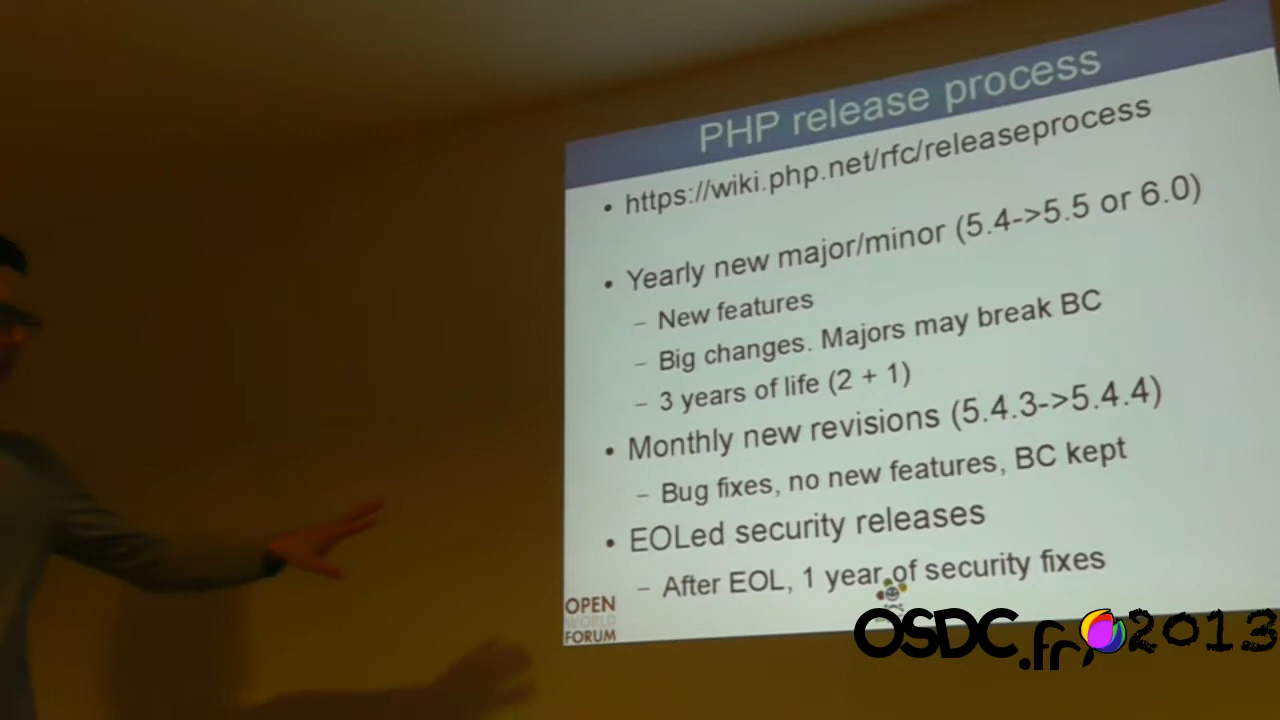 PHP release process
• https://wiki.php.net/rfc/releaseprocess
• Yearly new major/minor (5.4->5.5 or 6.0)
– New features
– Big changes. Majors may break BC
– 3 years of life (2 + 1)
• Monthly new revisions (5.4.3->5.4.4)
– Bug fixes, no new features, BC kept
• EOLed security releases
– After EOL, 1 year of security fixes
OPEN
WORLD
FORUM
OSDC.fr 2013